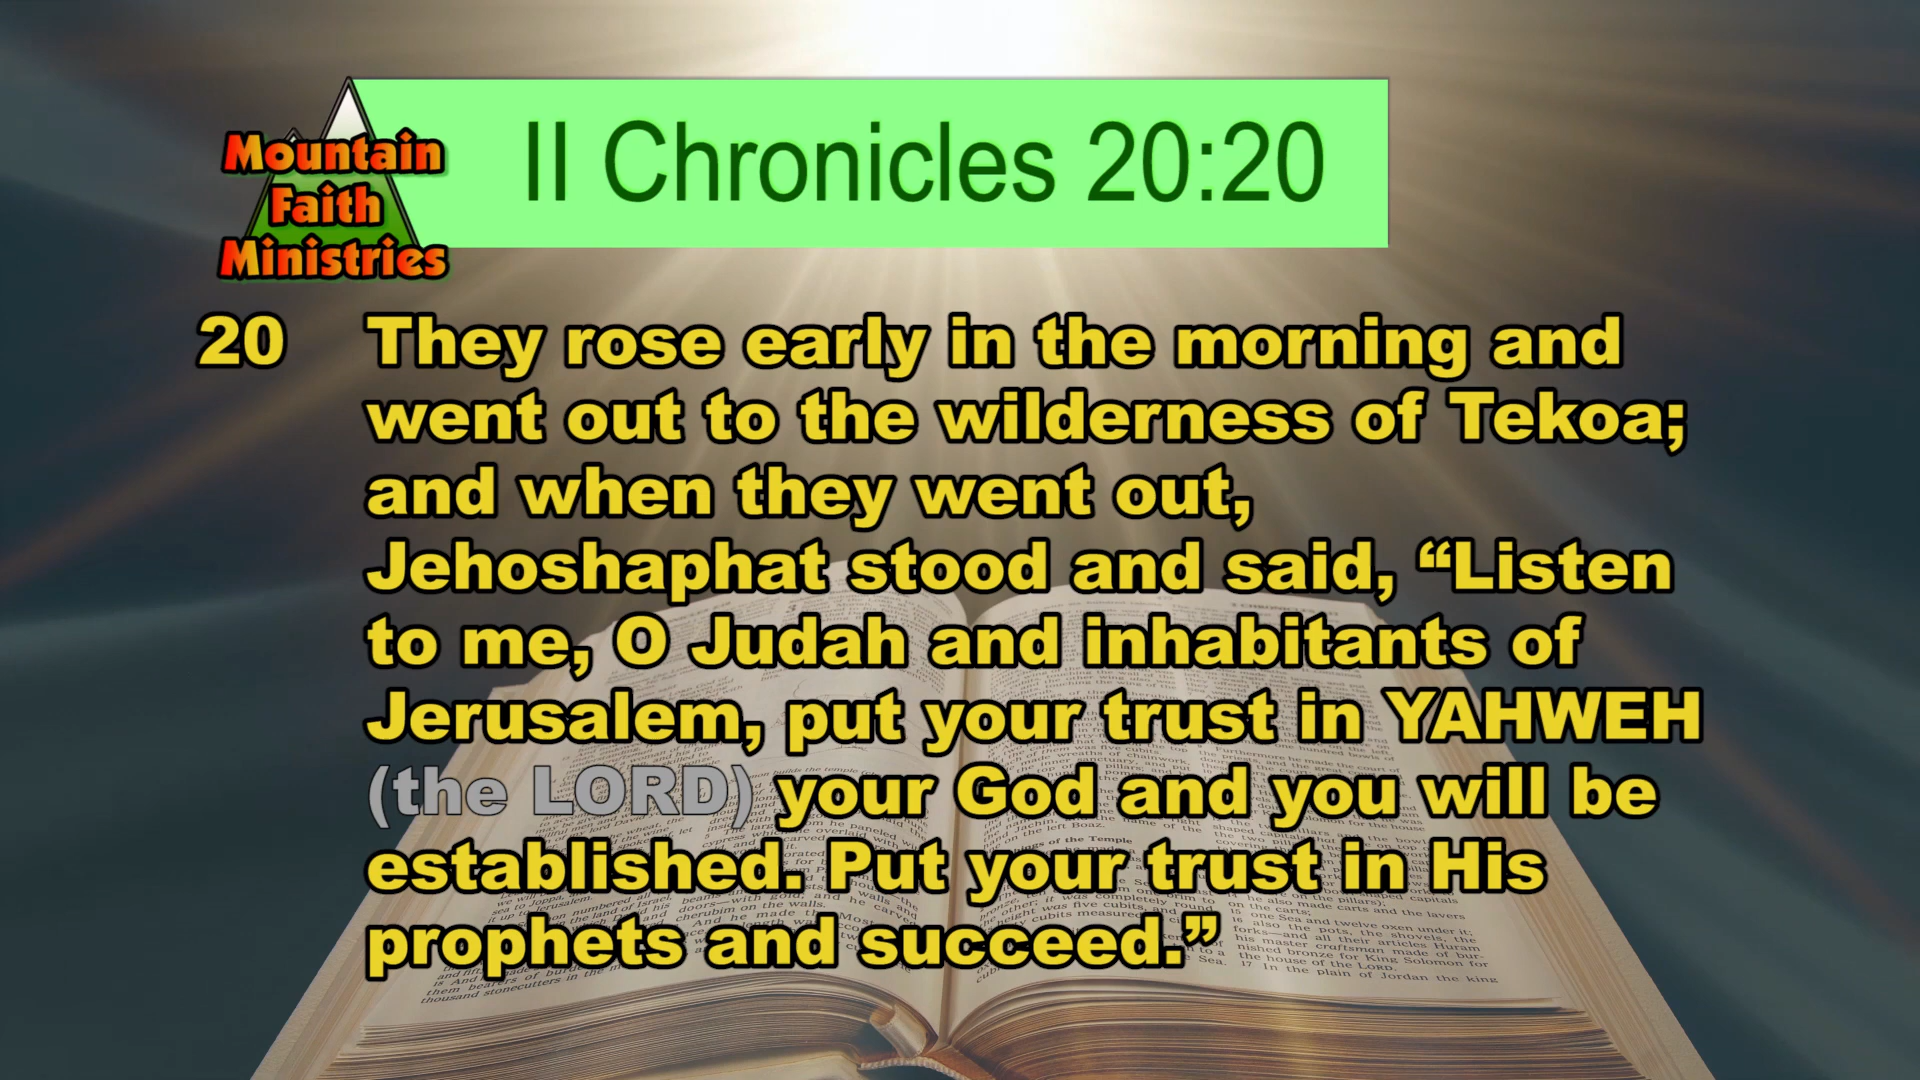 Mountain
Faith
Ministries
II Chronicles 20:20
20 They rose early in the morning and
went out to the wilderness of Tekoa;
and when they went out,
Jehoshaphat stood and said, “Listen
to me, O Judah and inhabitants of
Jerusalem, put your trust in YAHWEH
(the LORD) your God and you will be
established. Put your trust in His
prophets and succeed.”